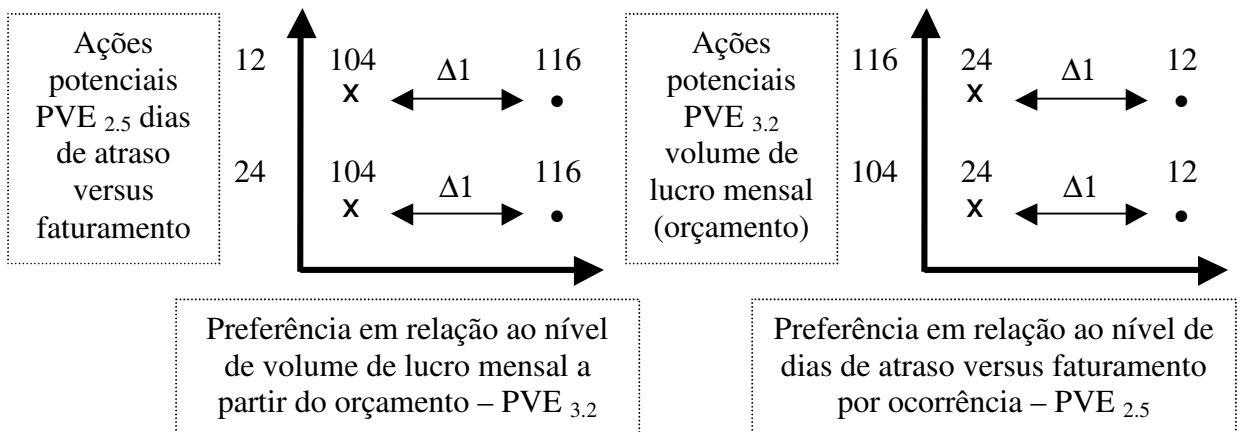 Ações
potenciais
PVE 2.5 dias
de atraso
versus
faturamento
12
104
Δ1
116
x
•
24
104
Δ1
116
x
•
Preferência em relação ao nível
de volume de lucro mensal a
partir do orçamento – PVE 3.2
Ações
potenciais
PVE 3.2
volume de
lucro mensal
(orçamento)
116
24
Δ1
12
x
•
104
24
Δ1
12
x
•
Preferência em relação ao nível de
dias de atraso versus faturamento
por ocorrência – PVE 2.5